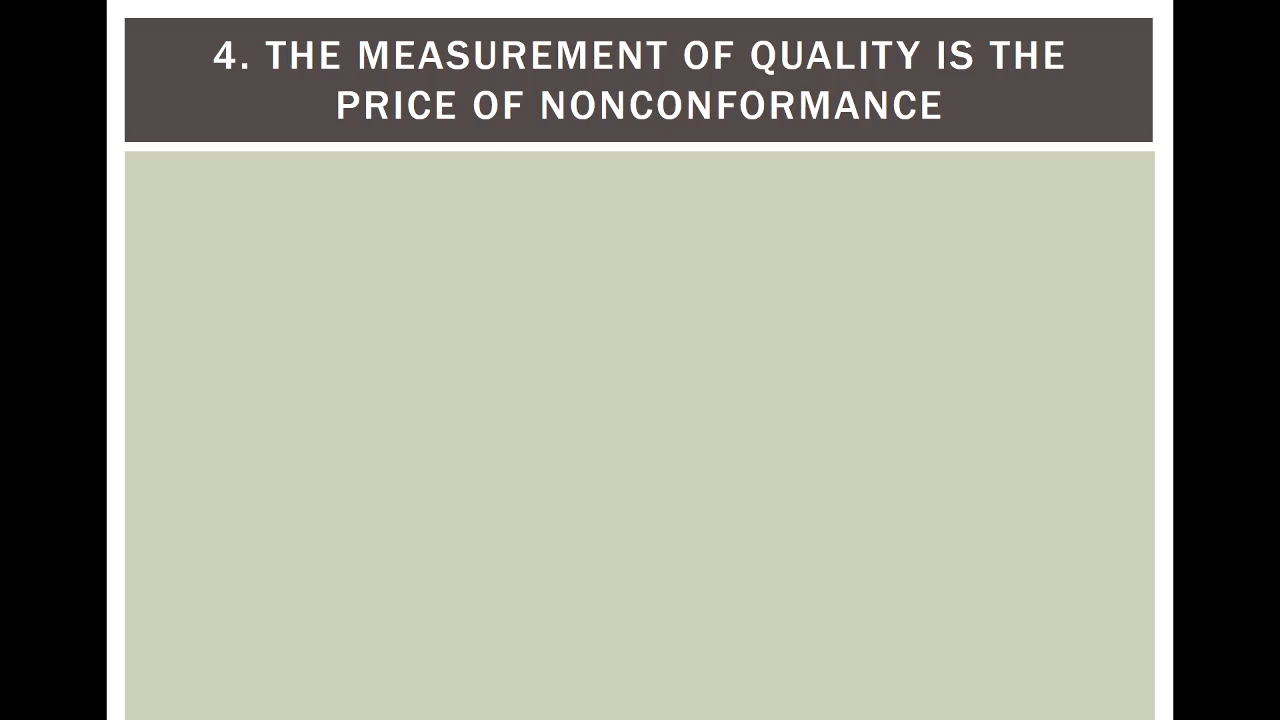 4. THE MEASUREMENT OF QUALITY IS THE
PRICE OF NONCONFORMANCE